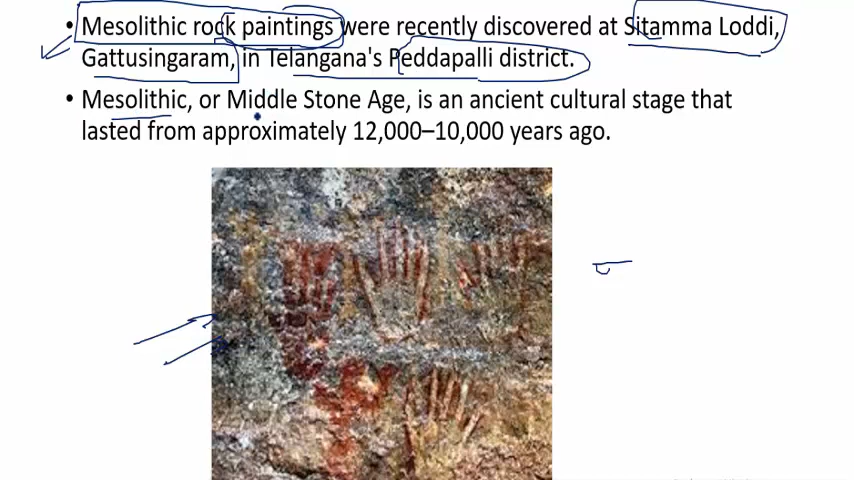 • Mesolithic rock paintings were recently discovered at Sitamma Loddi,
Gattusingaram, in Telangana's Peddapalli district.
• Mesolithic, or Middle Stone Age, is an ancient cultural stage that
lasted from approximately 12,000–10,000 years ago.